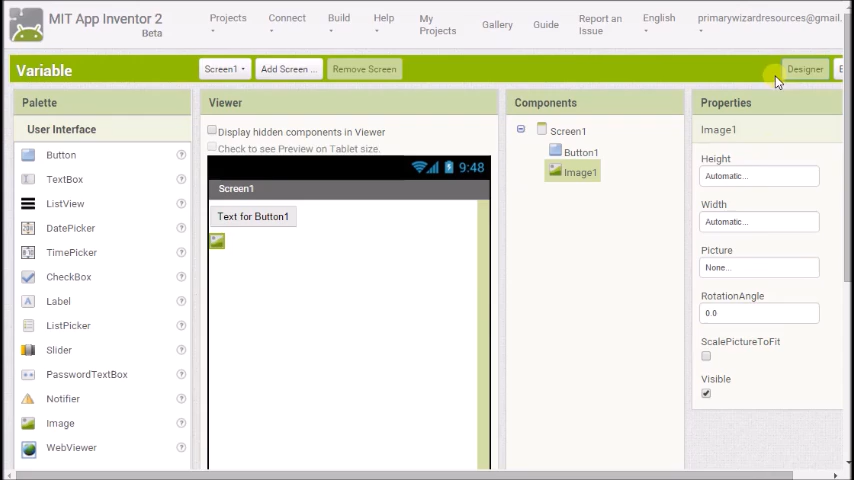 MIT App Inventor 2
Beta
Projects
Connect
Build
Help
My Projects
Gallery
Guide
Report an Issue
English
primarywizardresources@gmail.
Variable
Screen1
Add Screen ...
Remove Screen
Designer
Palette
Viewer
Components
Properties
User Interface
Button
TextBox
ListView
DatePicker
TimePicker
CheckBox
Label
ListPicker
Slider
PasswordTextBox
Notifier
Image
WebViewer
Display hidden components in Viewer
Check to see Preview on Tablet size.
9:48
Screen1
Text for Button1
Screen1
Button1
Image1
Image1
Height
Automatic...
Width
Automatic...
Picture
None...
RotationAngle
0.0
ScalePictureToFit
Visible